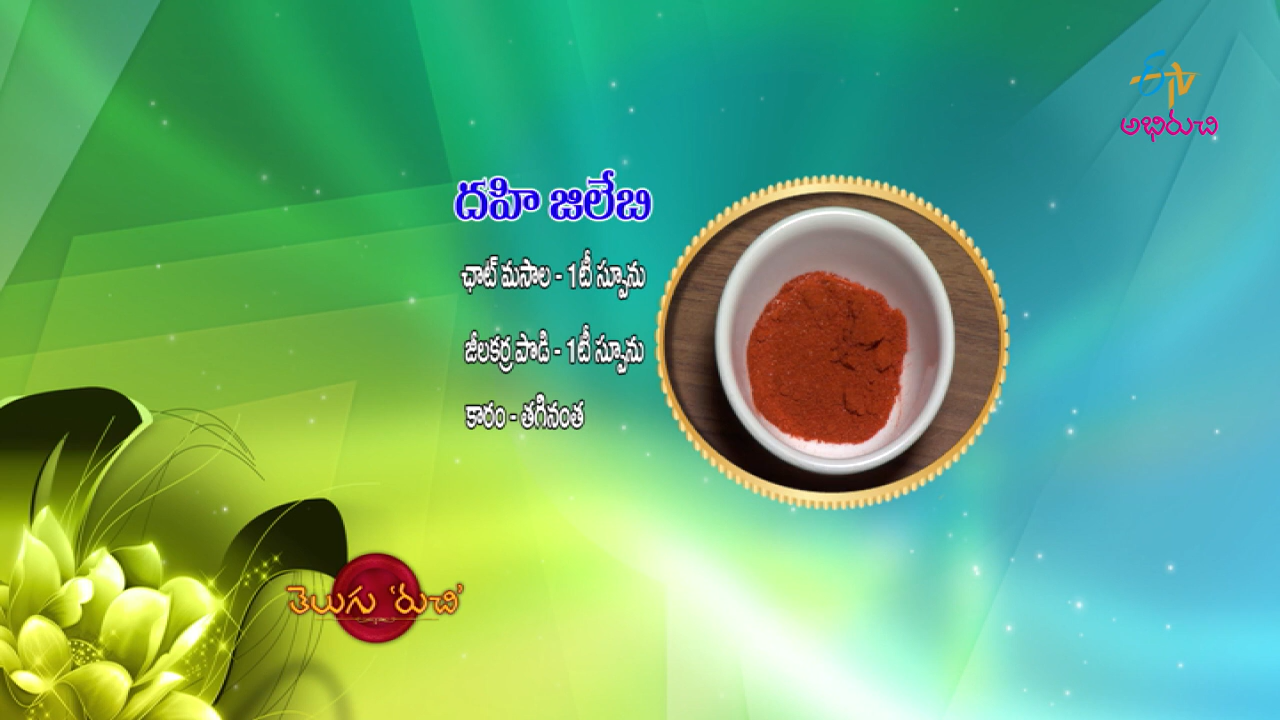 ETV
అభిరుచి
దహి జిలేబి
ఛాట్ మసాల - 1టీ స్పూను
జీలకర్ర పొడి - 1టీ స్పూను
కారం - తగినంత
తెలుగు 'రుచి'